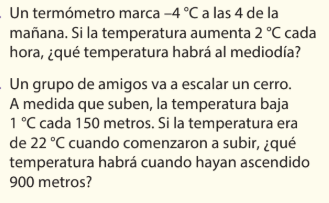 Un termómetro marca –4 °C a las 4 de la
mañana. Si la temperatura aumenta 2 °C cada
hora, ¿qué temperatura habrá al mediodía?
Un grupo de amigos va a escalar un cerro.
A medida que suben, la temperatura baja
1 °C cada 150 metros. Si la temperatura era
de 22 °C cuando comenzaron a subir, ¿qué
temperatura habrá cuando hayan ascendido
900 metros?